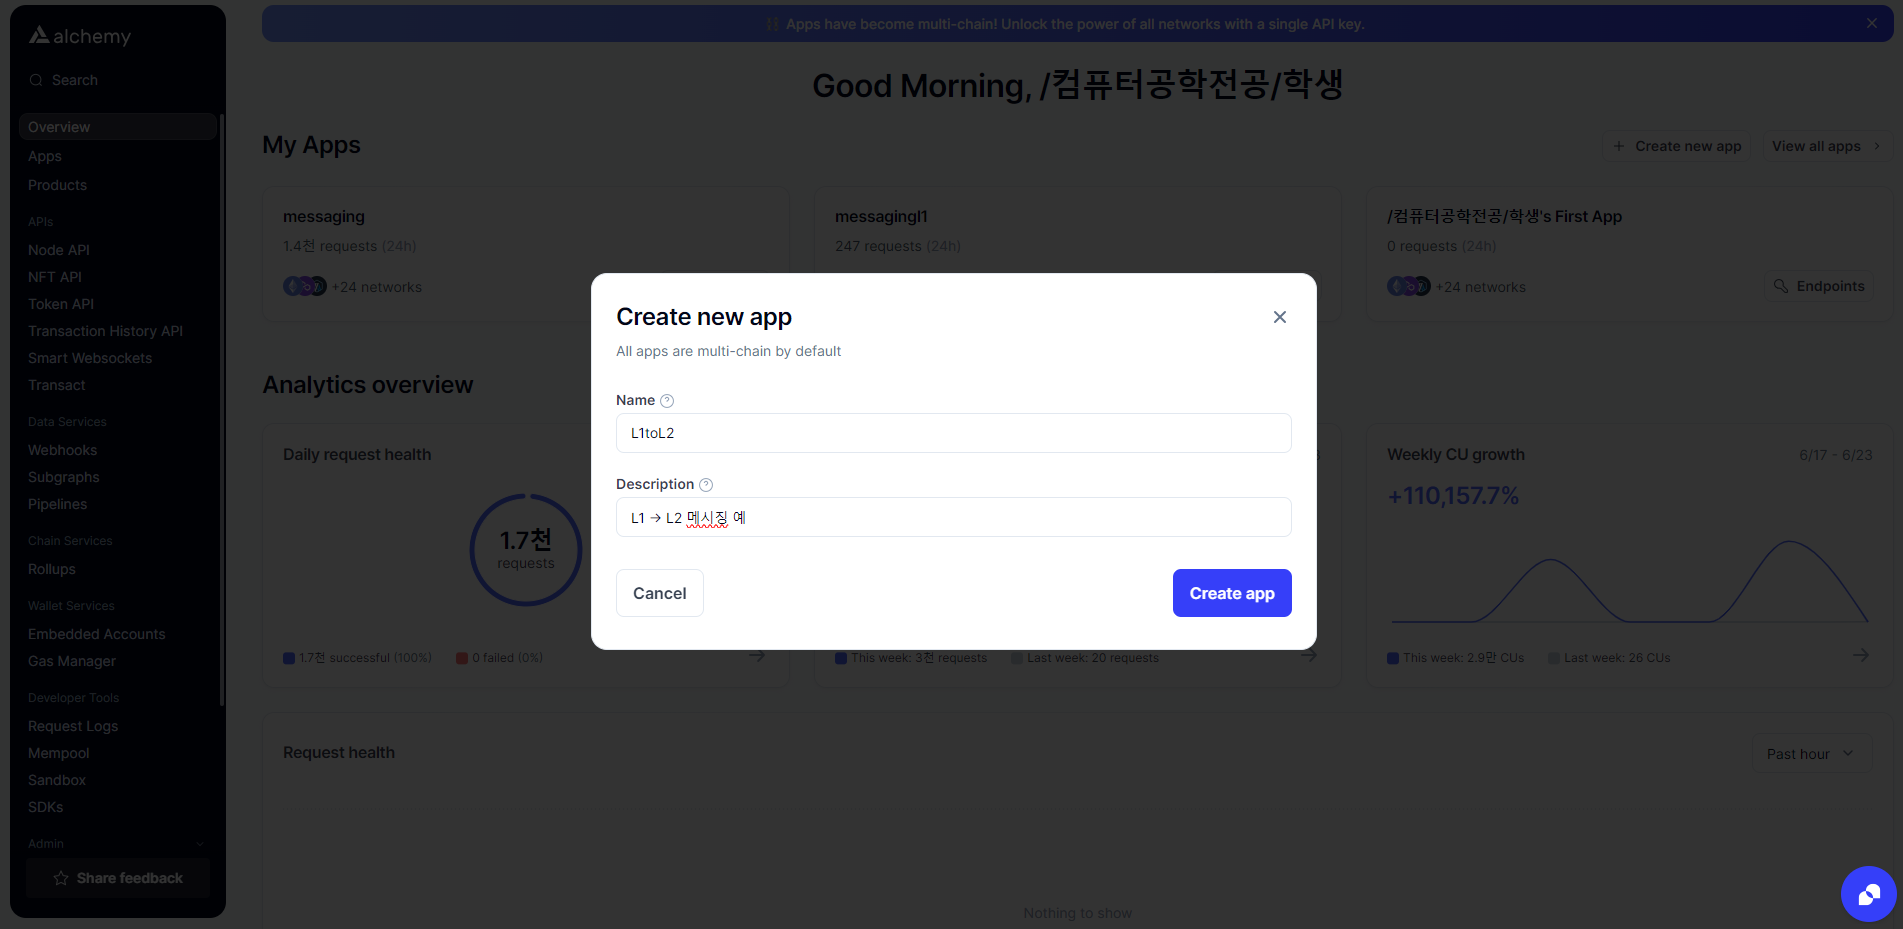 alchemy
Search
Overview
Apps
Products
APIs
Node API
NFT API
Token API
Transaction History API
Smart Websockets
Transact
Data Services
Webhooks
Subgraphs
Pipelines
Chain Services
Rollups
Wallet Services
Embedded Accounts
Gas Manager
Developer Tools
Request Logs
Mempool
Sandbox
SDKs
Admin
Share feedback
Apps have become multi-chain! Unlock the power of all networks with a single API key.
Good Morning, /컴퓨터공학전공/학생
My Apps
Create new app
View all apps
messaging
1.4천 requests (24h)
+24 networks
messagingl1
247 requests (24h)
/컴퓨터공학전공/학생's First App
0 requests (24h)
+24 networks
Endpoints
Create new app
All apps are multi-chain by default
Name
L1toL2
Description
L1 → L2 메시징 예
Cancel
Create app
Analytics overview
Daily request health
1.7천
requests
1.7천 successful (100%)
0 failed (0%)
This week: 3천 requests
Last week: 20 requests
Weekly CU growth
6/17 - 6/23
+110,157.7%
This week: 2.9만 CUs
Last week: 26 CUs
Request health
Past hour
Nothing to show